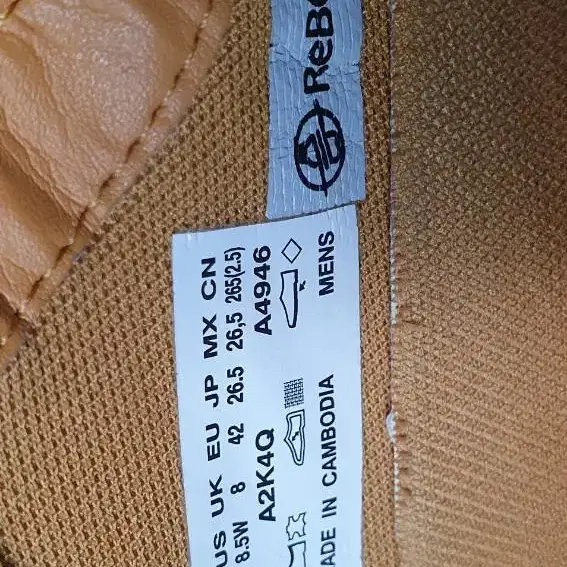 ReBO
US UK EU JP MX CN
8.5W 8 42 26.5 26,5 265(2.5)
A2K4Q A4946
MENS
ADE IN CAMBODIA